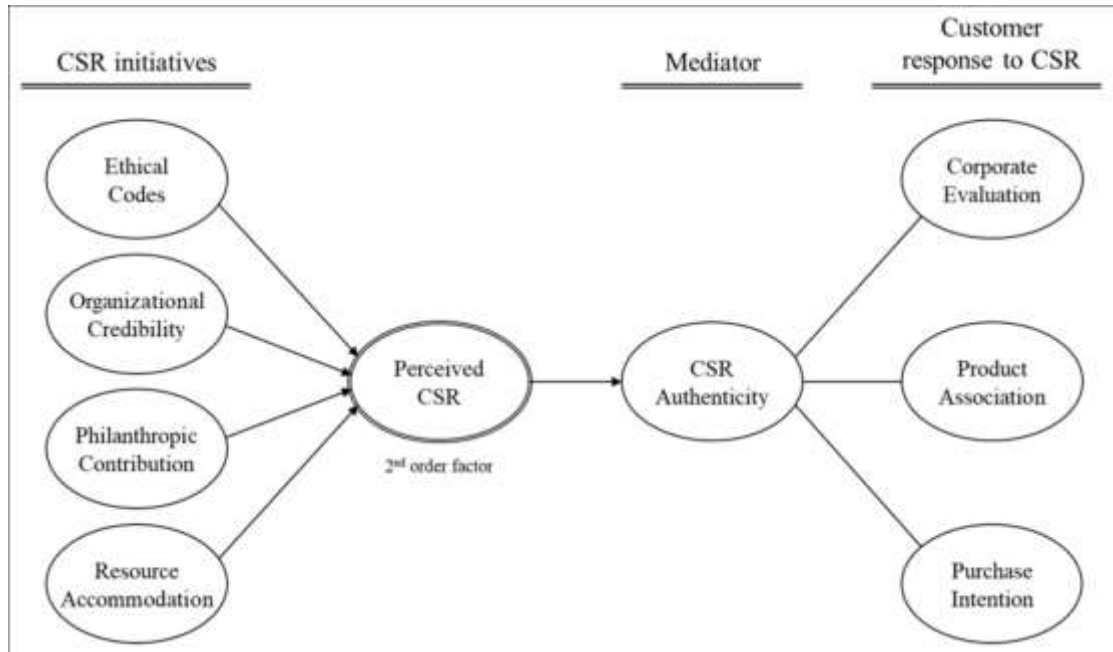 CSR initiatives
Mediator
Customer
response to CSR
Ethical
Codes
Organizational
Credibility
Philanthropic
Contribution
Resource
Accommodation
Perceived
CSR
2nd order factor
CSR
Authenticity
Corporate
Evaluation
Product
Association
Purchase
Intention